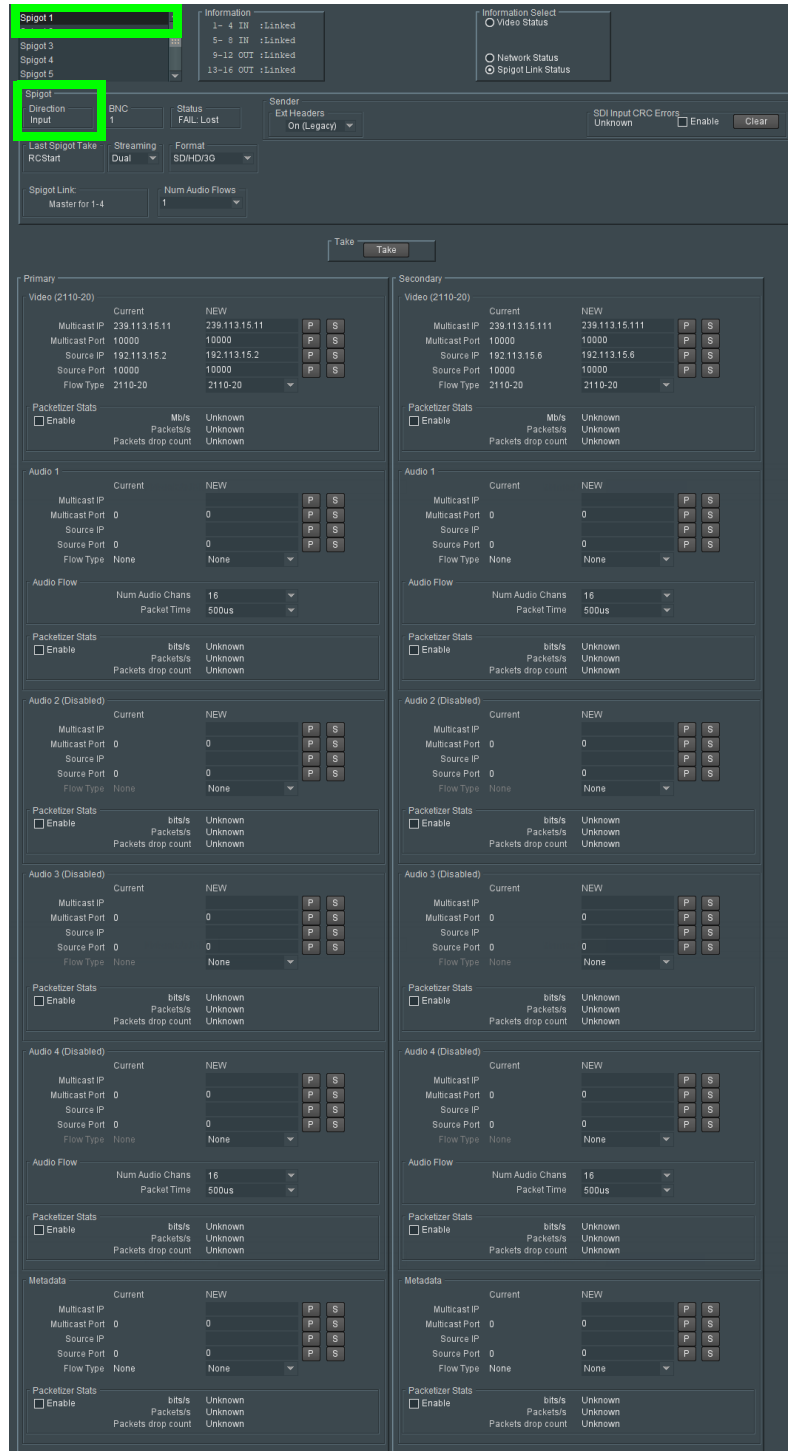 Spigot 1
Spigot 3
Spigot 4
Spigot 5
Information
1- 4 IN :Linked
5- 8 IN :Linked
9-12 OUT :Linked
13-16 OUT :Linked
Information Select
Video Status
Network Status
Spigot Link Status
Spigot
Direction
Input
BNC
1
Status
FAIL: Lost
Sender
Ext Headers
On (Legacy)
SDI Input CRC Errors
Unknown
Enable
Clear
Last Spigot Take
RCStart
Streaming
Dual
Format
SD/HD/3G
Spigot Link:
Master for 1-4
Num Audio Flows
1
Take
Take
Primary
Video (2110-20)
Current NEW
Multicast IP 239.113.15.11 239.113.15.11 P S
Multicast Port 10000 10000 P S
Source IP 192.113.15.2 192.113.15.2 P S
Source Port 10000 10000 P S
Flow Type 2110-20 2110-20
Packetizer Stats
Enable Mb/s Unknown
Packets/s Unknown
Packets drop count Unknown
Audio 1
Current NEW
Multicast IP P S
Multicast Port 0 0 P S
Source IP P S
Source Port 0 0 P S
Flow Type None None
Audio Flow
Num Audio Chans 16
Packet Time 500us
Packetizer Stats
Enable bits/s Unknown
Packets/s Unknown
Packets drop count Unknown
Audio 2 (Disabled)
Current NEW
Multicast IP P S
Multicast Port 0 0 P S
Source IP P S
Source Port 0 0 P S
Flow Type None None
Packetizer Stats
Enable bits/s Unknown
Packets/s Unknown
Packets drop count Unknown
Audio 3 (Disabled)
Current NEW
Multicast IP P S
Multicast Port 0 0 P S
Source IP P S
Source Port 0 0 P S
Flow Type None None
Packetizer Stats
Enable bits/s Unknown
Packets/s Unknown
Packets drop count Unknown
Audio 4 (Disabled)
Current NEW
Multicast IP P S
Multicast Port 0 0 P S
Source IP P S
Source Port 0 0 P S
Flow Type None None
Audio Flow
Num Audio Chans 16
Packet Time 500us
Packetizer Stats
Enable bits/s Unknown
Packets/s Unknown
Packets drop count Unknown
Metadata
Current NEW
Multicast IP P S
Multicast Port 0 0 P S
Source IP P S
Source Port 0 0 P S
Flow Type None None
Packetizer Stats
Enable bits/s Unknown
Packets/s Unknown
Packets drop count Unknown
Secondary
Video (2110-20)
Current NEW
Multicast IP 239.113.15.111 239.113.15.111 P S
Multicast Port 10000 10000 P S
Source IP 192.113.15.6 192.113.15.6 P S
Source Port 10000 10000 P S
Flow Type 2110-20 2110-20
Packetizer Stats
Enable Mb/s Unknown
Packets/s Unknown
Packets drop count Unknown
Audio 1
Current NEW
Multicast IP P S
Multicast Port 0 0 P S
Source IP P S
Source Port 0 0 P S
Flow Type None None
Audio Flow
Num Audio Chans 16
Packet Time 500us
Packetizer Stats
Enable bits/s Unknown
Packets/s Unknown
Packets drop count Unknown
Audio 2 (Disabled)
Current NEW
Multicast IP P S
Multicast Port 0 0 P S
Source IP P S
Source Port 0 0 P S
Flow Type None None
Packetizer Stats
Enable bits/s Unknown
Packets/s Unknown
Packets drop count Unknown
Audio 3 (Disabled)
Current NEW
Multicast IP P S
Multicast Port 0 0 P S
Source IP P S
Source Port 0 0 P S
Flow Type None None
Packetizer Stats
Enable bits/s Unknown
Packets/s Unknown
Packets drop count Unknown
Audio 4 (Disabled)
Current NEW
Multicast IP P S
Multicast Port 0 0 P S
Source IP P S
Source Port 0 0 P S
Flow Type None None
Audio Flow
Num Audio Chans 16
Packet Time 500us
Packetizer Stats
Enable bits/s Unknown
Packets/s Unknown
Packets drop count Unknown
Metadata
Current NEW
Multicast IP P S
Multicast Port 0 0 P S
Source IP P S
Source Port 0 0 P S
Flow Type None None
Packetizer Stats
Enable bits/s Unknown
Packets/s Unknown
Packets drop count Unknown